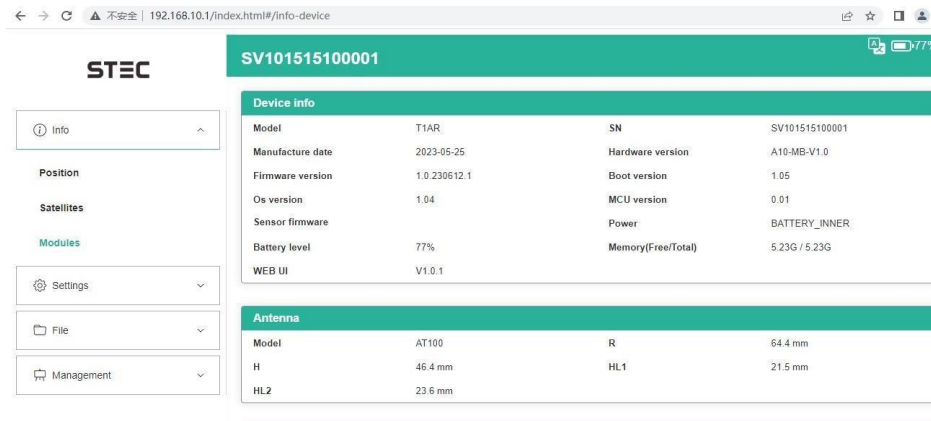 不安全 | 192.168.10.1/index.html#/info-device
STEC
SV101515100001
77%
Info
Position
Satellites
Modules
Settings
File
Management
Device info
Model T1AR SN SV101515100001
Manufacture date 2023-05-25 Hardware version A10-MB-V1.0
Firmware version 1.0.230612.1 Boot version 1.05
Os version 1.04 MCU version 0.01
Sensor firmware Power BATTERY_INNER
Battery level 77% Memory(Free/Total) 5.23G / 5.23G
WEB UI V1.0.1
Antenna
Model AT100 R 64.4 mm
H 46.4 mm HL1 21.5 mm
HL2 23.6 mm